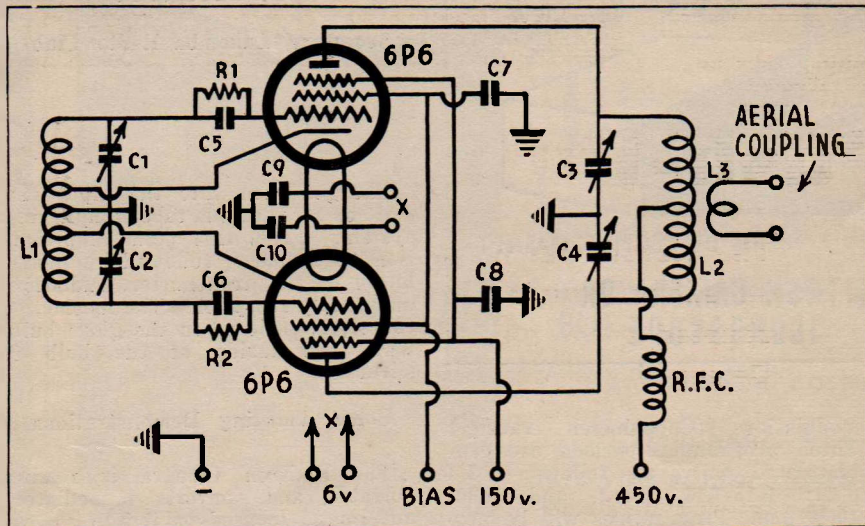 6P6
R1
C7
C5
C1
AERIAL
COUPLING
C9
C3
L3
X
C10
C4
L1
C2
L2
C6
C8
R2
6P6
R.F.C.
X
–
6v
BIAS
150v.
450v.